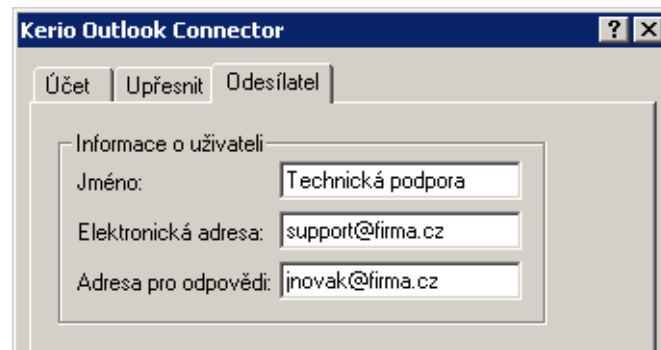 Kerio Outlook Connector
Účet Upřesnit Odesílatel
Informace o uživateli
Jméno: Technická podpora
Elektronická adresa: support@firma.cz
Adresa pro odpovědi: jnovak@firma.cz